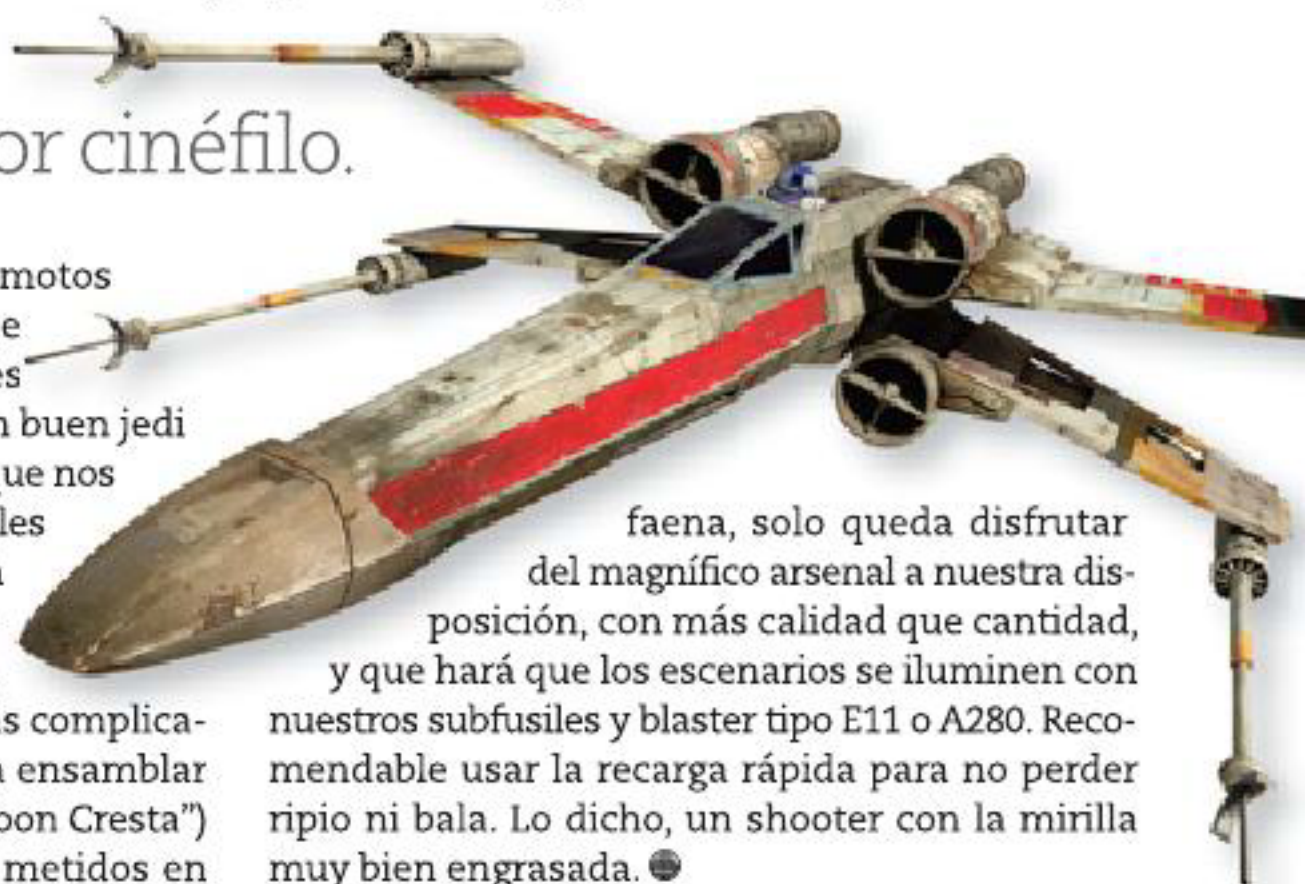 or cinéfilo.
motos
e
es
n buen jedi
que nos
les
n
s complica-
n ensamblar
oon Cresta”)
metidos en
faena, solo queda disfrutar
del magnífico arsenal a nuestra dis-
posición, con más calidad que cantidad,
y que hará que los escenarios se iluminen con
nuestros subfusiles y blaster tipo E11 o A280. Reco-
mendable usar la recarga rápida para no perder
ripio ni bala. Lo dicho, un shooter con la mirilla
muy bien engrasada.